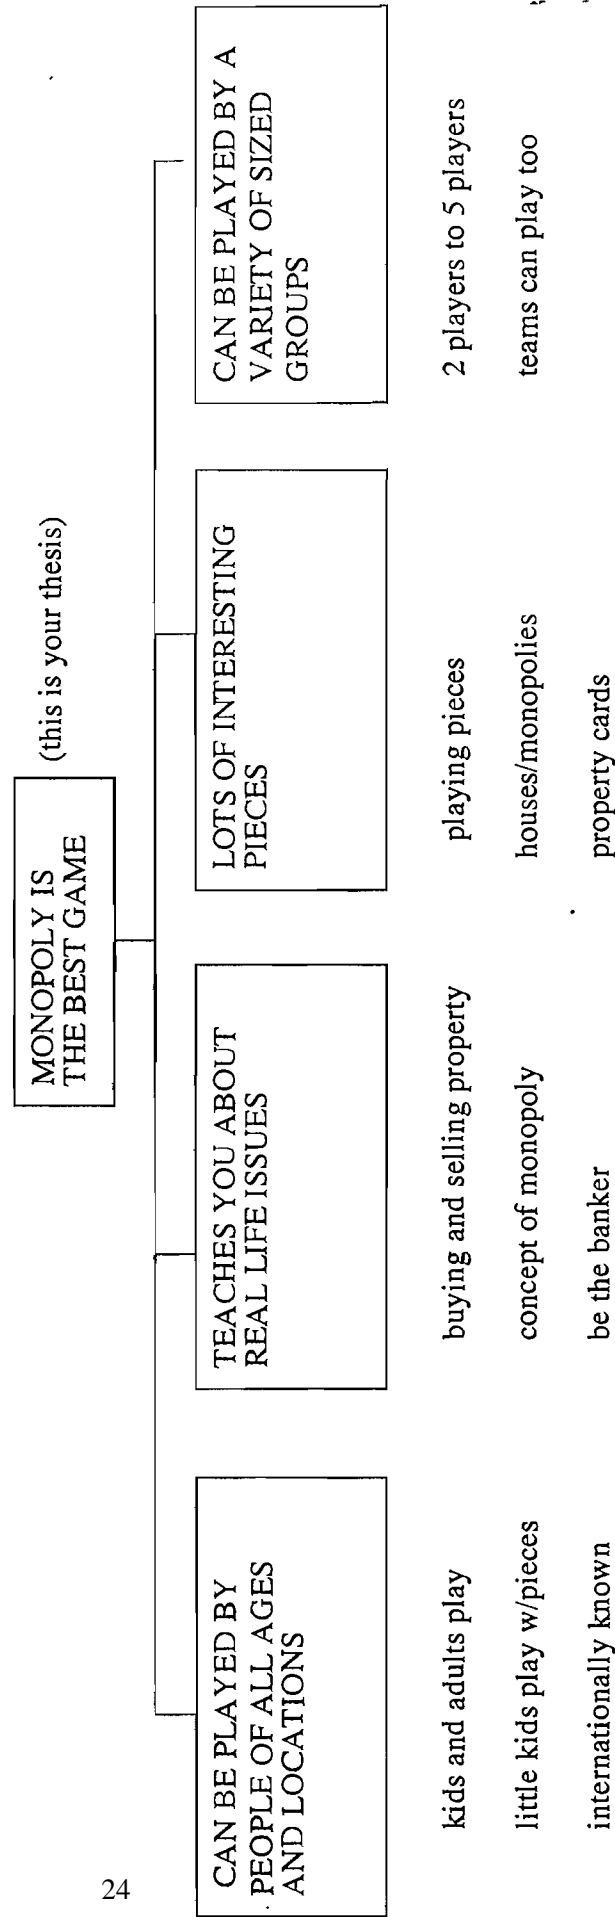 MONOPOLY IS
THE BEST GAME
(this is your thesis)
CAN BE PLAYED BY
PEOPLE OF ALL AGES
AND LOCATIONS
TEACHES YOU ABOUT
REAL LIFE ISSUES
LOTS OF INTERESTING
PIECES
CAN BE PLAYED BY A
VARIETY OF SIZED
GROUPS
kids and adults play
little kids play w/pieces
internationally known
buying and selling property
concept of monopoly
be the banker
playing pieces
houses/monopolies
property cards
2 players to 5 players
teams can play too
24